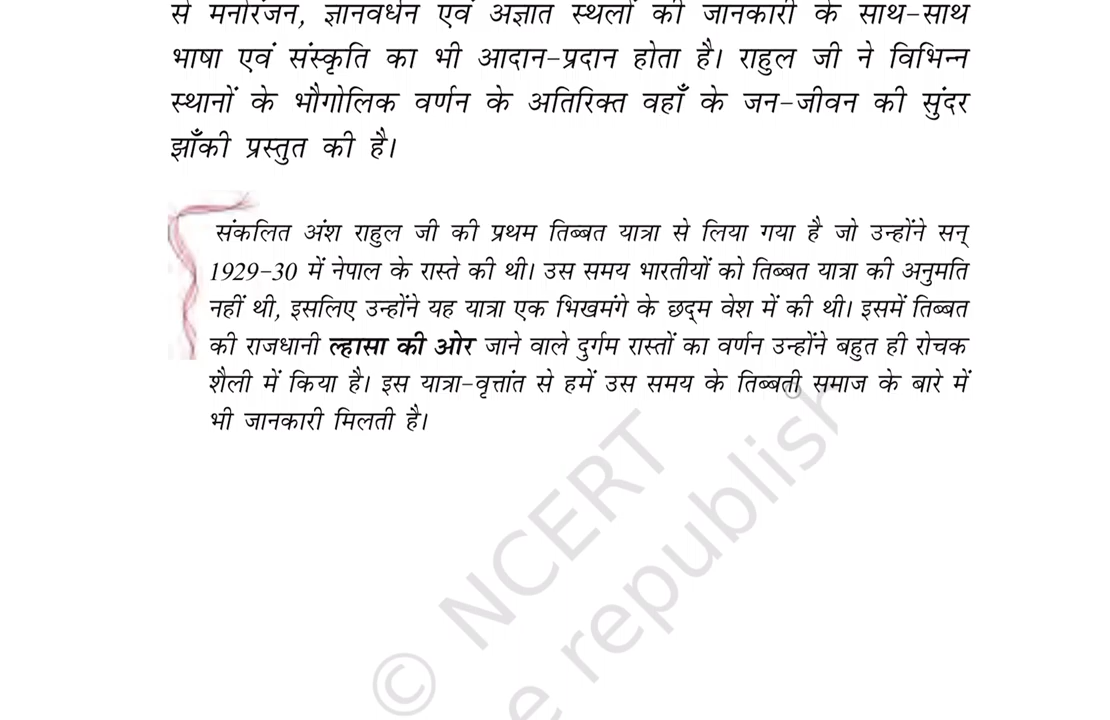 से मनोरंजन, ज्ञानवर्धन एवं अज्ञात स्थलों की जानकारी के साथ-साथ
भाषा एवं संस्कृति का भी आदान-प्रदान होता है। राहुल जी ने विभिन्न
स्थानों के भौगोलिक वर्णन के अतिरिक्त वहाँ के जन-जीवन की सुंदर
झाँकी प्रस्तुत की है।
संकलित अंश राहुल जी की प्रथम तिब्बत यात्रा से लिया गया है जो उन्होंने सन्
1929-30 में नेपाल के रास्ते की थी। उस समय भारतीयों को तिब्बत यात्रा की अनुमति
नहीं थी, इसलिए उन्होंने यह यात्रा एक भिखमंगे के छद्म वेश में की थी। इसमें तिब्बत
की राजधानी ल्हासा की ओर जाने वाले दुर्गम रास्तों का वर्णन उन्होंने बहुत ही रोचक
शैली में किया है। इस यात्रा-वृत्तांत से हमें उस समय के तिब्बती समाज के बारे में
भी जानकारी मिलती है।
© NCERT
e republish